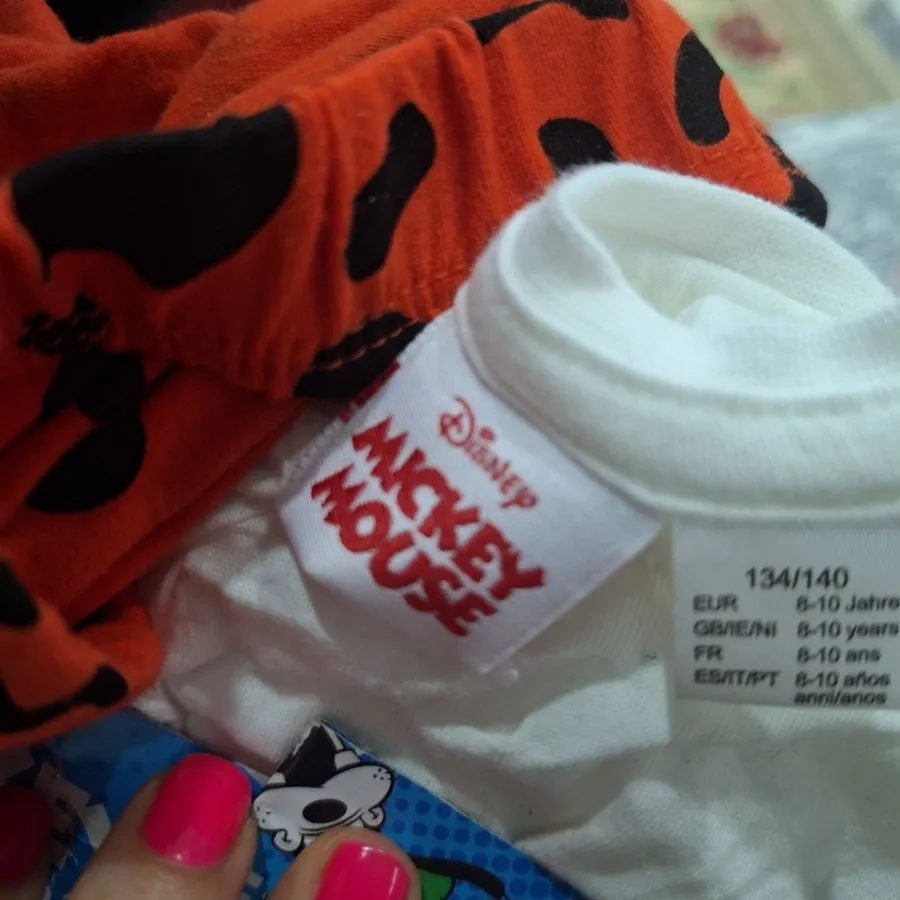 Disney
MICKEY
MOUSE
134/140
EUR 8-10 Jahre
GB/IE/NI 8-10 years
FR 8-10 ans
ES/IT/PT 8-10 años
anni/anos